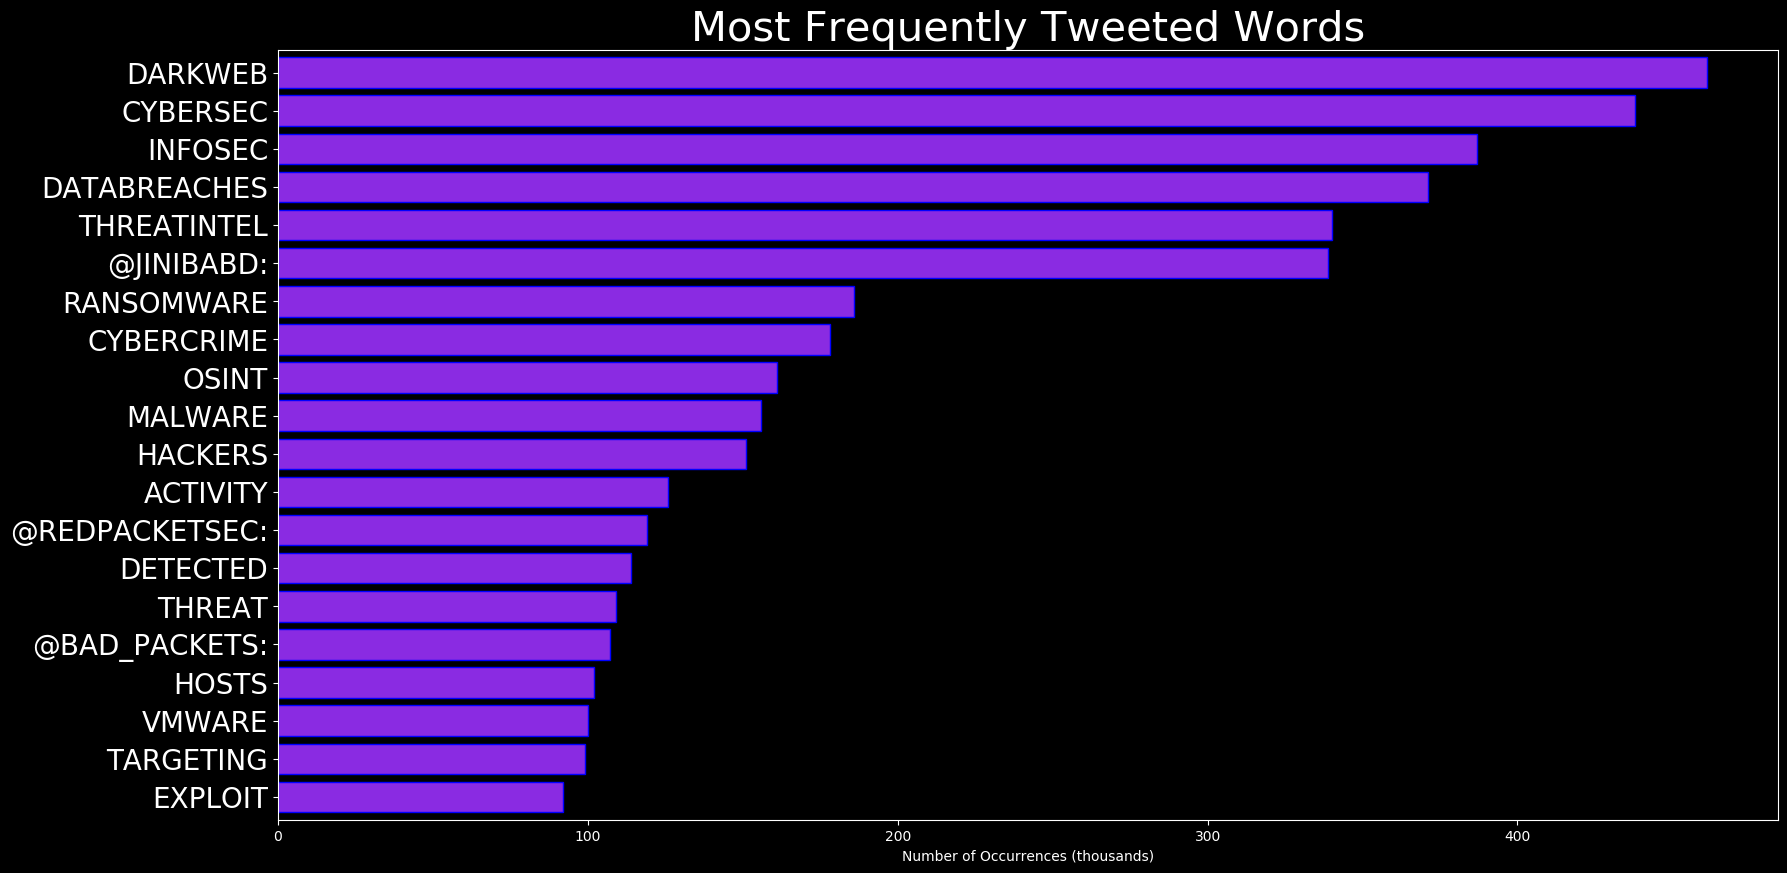 Most Frequently Tweeted Words
DARKWEB
CYBERSEC
INFOSEC
DATABREACHES
THREATINTEL
@JINIBABD:
RANSOMWARE
CYBERCRIME
OSINT
MALWARE
HACKERS
ACTIVITY
@REDPACKETSEC:
DETECTED
THREAT
@BAD_PACKETS:
HOSTS
VMWARE
TARGETING
EXPLOIT
0 100 200 300 400
Number of Occurrences (thousands)